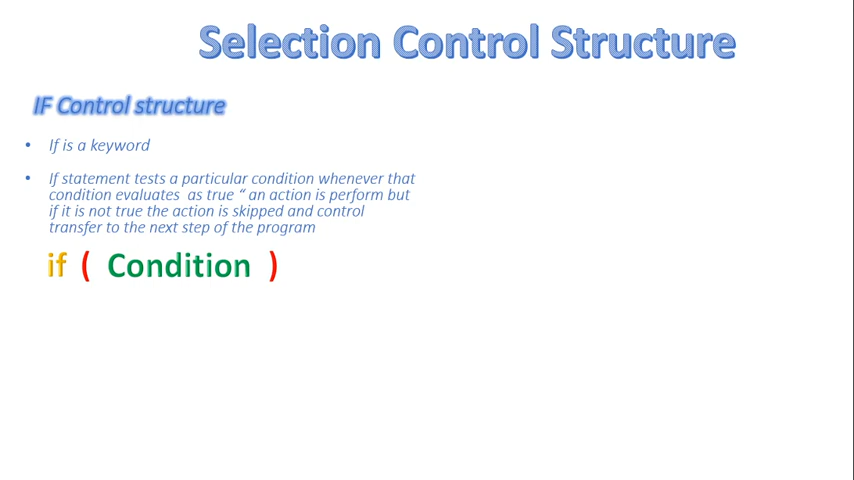 Selection Control Structure
IF Control structure
• If is a keyword
• If statement tests a particular condition whenever that
condition evaluates as true “ an action is perform but
if it is not true the action is skipped and control
transfer to the next step of the program
if ( Condition )